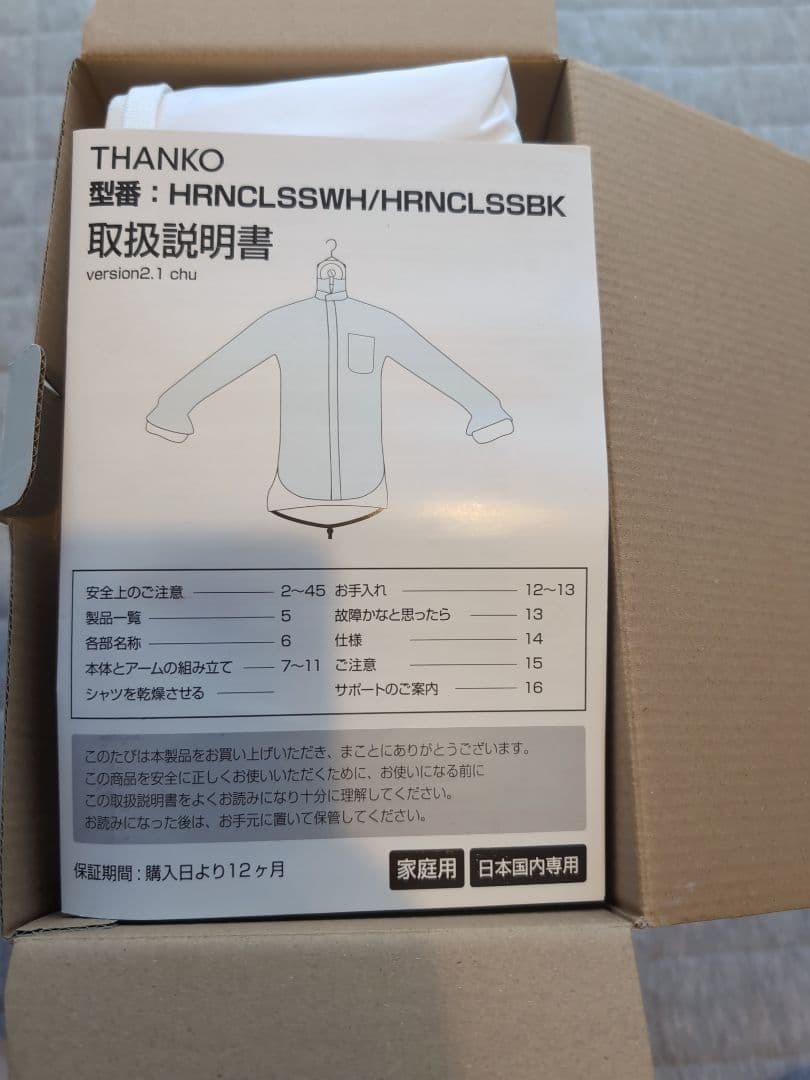 THANKO
型番：HRNCLSSWH/HRNCLSSBK
取扱説明書
version2.1 chu
安全上のご注意 2〜45
製品一覧 5
各部名称 6
本体とアームの組み立て 7〜11
シャツを乾燥させる
お手入れ 12〜13
故障かなと思ったら 13
仕様 14
ご注意 15
サポートのご案内 16
このたびは本製品をお買い上げいただき、まことにありがとうございます。
この商品を安全に正しくお使いいただくために、お使いになる前に
この取扱説明書をよくお読みになり十分に理解してください。
お読みになった後は、お手元に置いて保管してください。
保証期間：購入日より12ヶ月
家庭用
日本国内専用